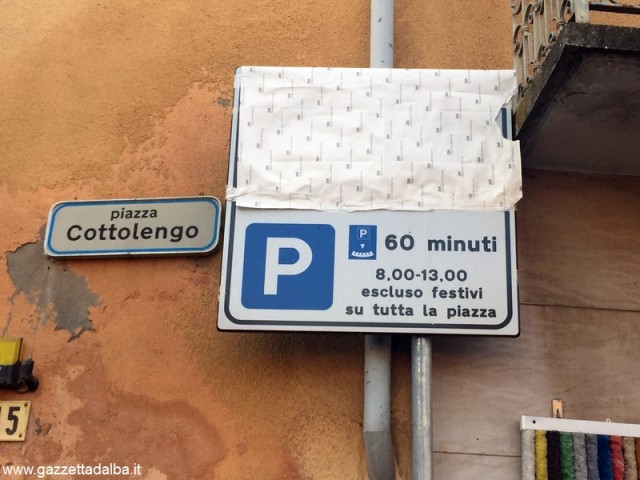 piazza
Cottolengo
P
P
60 minuti
8,00-13,00
escluso festivi
su tutta la piazza
15
www.gazzettadalba.it